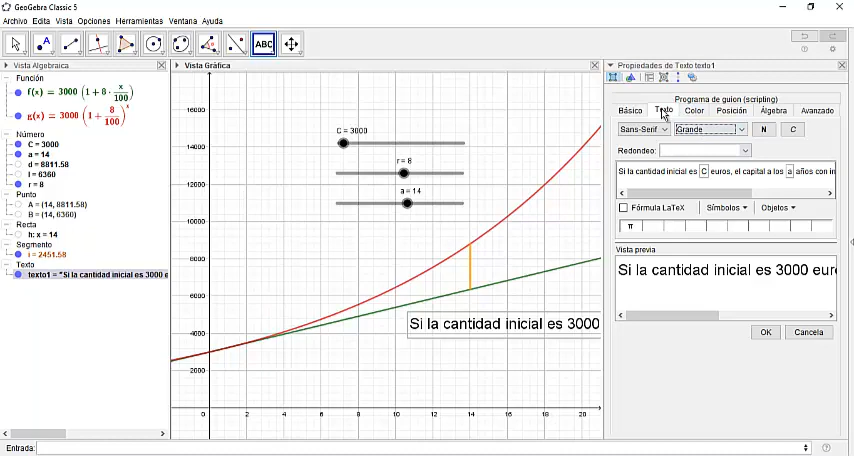 GeoGebra Classic 5
Archivo Edita Vista Opciones Herramientas Ventana Ayuda
ABC
Vista Algebraica
Función
f(x) = 3000 (1 + 8 · x/100)
g(x) = 3000 (1 + 8/100)^x
Número
C = 3000
a = 14
d = 8811.58
l = 6360
r = 8
Punto
A = (14, 8811.58)
B = (14, 6360)
Recta
h: x = 14
Segmento
i = 2451.58
Texto
texto1 = "Si la cantidad inicial es 3000 e
Vista Gráfica
16000
14000
12000
10000
8000
6000
4000
2000
0 2 4 6 8 10 12 14 16 18 20
C = 3000
r = 8
a = 14
Si la cantidad inicial es 3000
Propiedades de Texto texto1
Programa de guion (scripting)
Básico Texto Color Posición Álgebra Avanzado
Sans-Serif Grande N C
Redondeo:
Si la cantidad inicial es C euros, el capital a los a años con in
Fórmula LaTeX Símbolos Objetos
π
Vista previa
Si la cantidad inicial es 3000 euro
OK Cancela
Entrada: